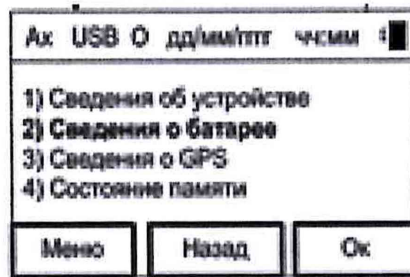 Ax USB O дд/мм/гггг чч:мм
1) Сведения об устройстве
2) Сведения о батарее
3) Сведения о GPS
4) Состояние памяти
Меню Назад Ок